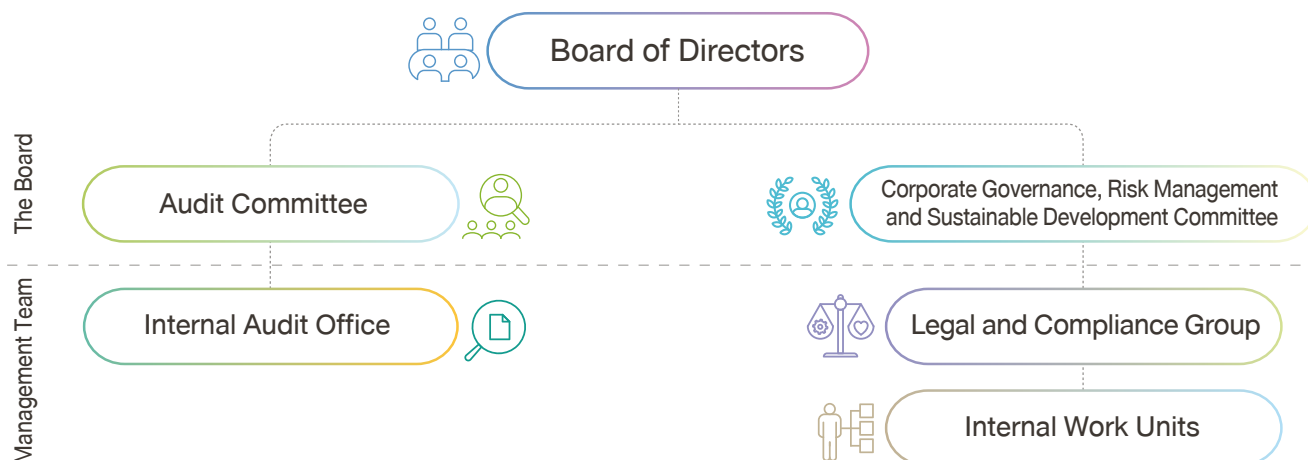 Board of Directors
The Board
Audit Committee
Corporate Governance, Risk Management
and Sustainable Development Committee
Management Team
Internal Audit Office
Legal and Compliance Group
Internal Work Units